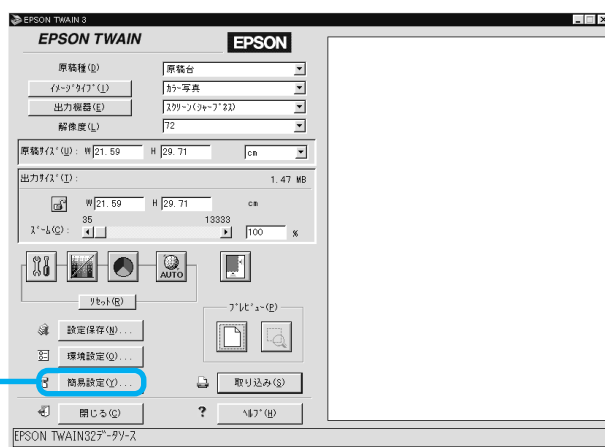 EPSON TWAIN 3
EPSON TWAIN EPSON
原稿種(D) 原稿台
イメージタイプ(I) カラー写真
出力機器(E) スクリーン(シャープネス)
解像度(L) 72
原稿サイズ(U): W 21.59 H 29.71 cm
出力サイズ(T): 1.47 MB
W 21.59 H 29.71 cm
35 13333
ズーム(Q): 100 %
AUTO
リセット(R)
プレビュー(P)
設定保存(N)...
環境設定(O)...
簡易設定(Y)... 取り込み(S)
閉じる(C) ? ヘルプ(H)
EPSON TWAIN32データソース